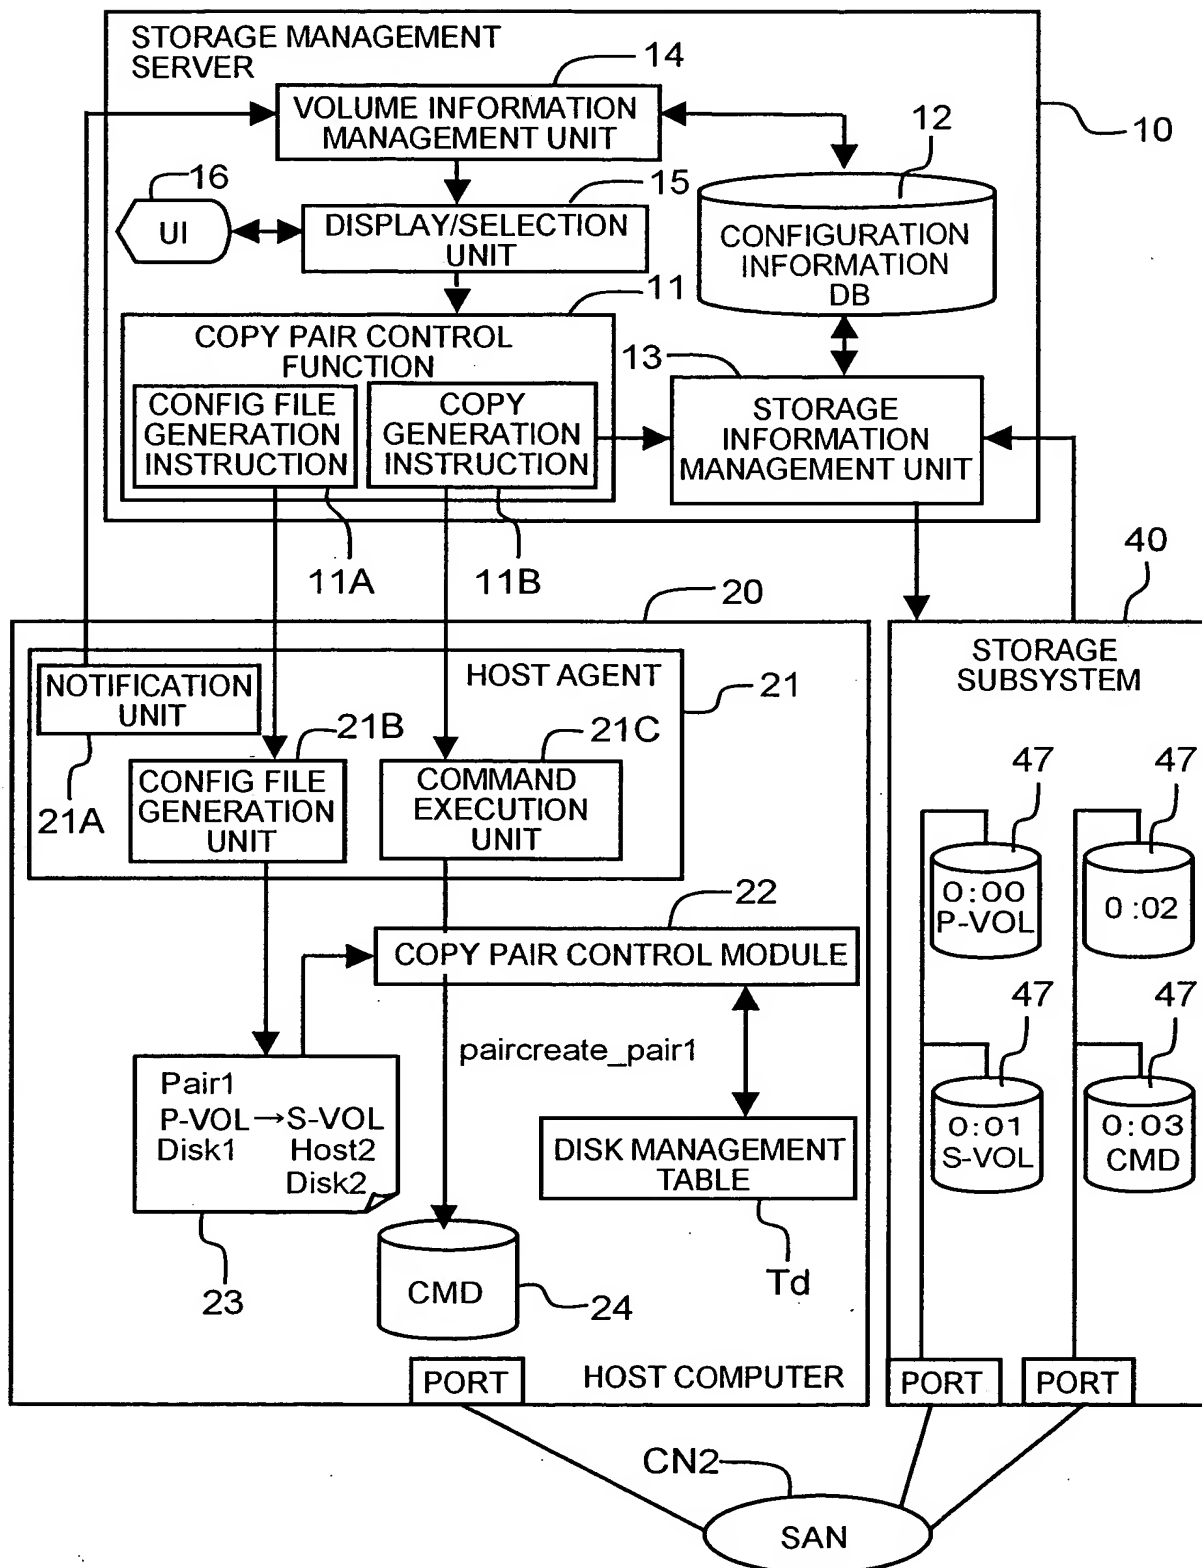 STORAGE MANAGEMENT
SERVER
14
VOLUME INFORMATION
MANAGEMENT UNIT
10
12
16
15
UI
DISPLAY/SELECTION
UNIT
CONFIGURATION
INFORMATION
DB
11
COPY PAIR CONTROL
FUNCTION
13
CONFIG FILE
GENERATION
INSTRUCTION
COPY
GENERATION
INSTRUCTION
STORAGE
INFORMATION
MANAGEMENT UNIT
11A
11B
20
40
HOST AGENT
NOTIFICATION
UNIT
21
21A
21B
21C
CONFIG FILE
GENERATION
UNIT
COMMAND
EXECUTION
UNIT
STORAGE
SUBSYSTEM
47
47
0:00
P-VOL
0:02
22
COPY PAIR CONTROL MODULE
47
47
0:01
S-VOL
0:03
CMD
paircreate_pair1
Pair1
P-VOL→S-VOL
Disk1 Host2
Disk2
23
DISK MANAGEMENT
TABLE
Td
CMD
24
PORT
HOST COMPUTER
PORT
PORT
CN2
SAN